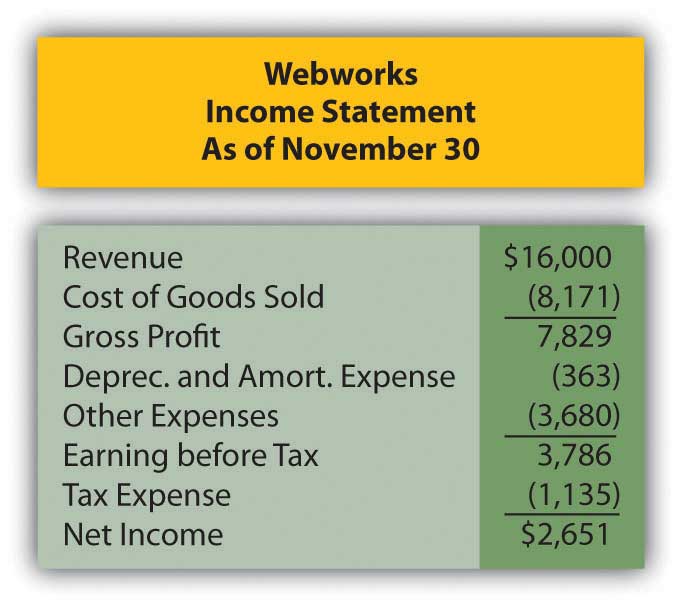 Webworks
Income Statement
As of November 30
Revenue $16,000
Cost of Goods Sold (8,171)
Gross Profit 7,829
Deprec. and Amort. Expense (363)
Other Expenses (3,680)
Earning before Tax 3,786
Tax Expense (1,135)
Net Income $2,651